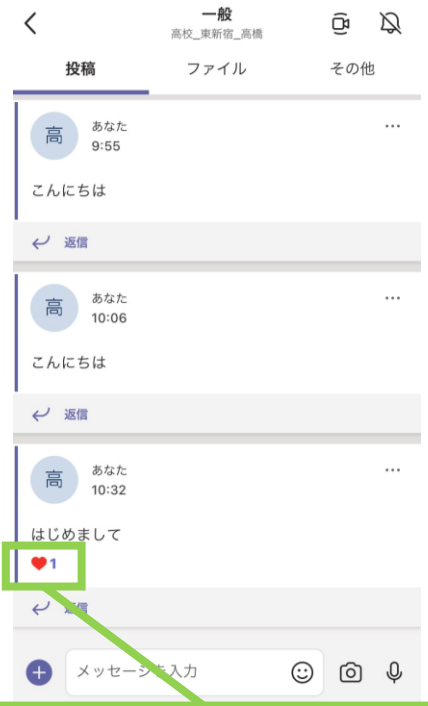 一般
高校_東新宿_高橋
投稿 ファイル その他
高 あなた
9:55
こんにちは
返信
高 あなた
10:06
こんにちは
返信
高 あなた
10:32
はじめまして
1
信
メッセージを入力